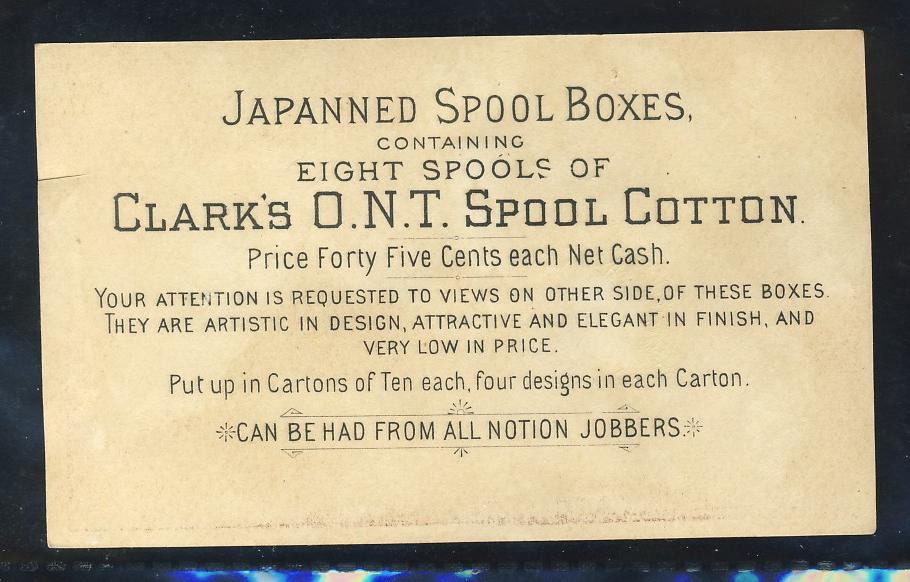 JAPANNED SPOOL BOXES,
CONTAINING
EIGHT SPOOLS OF
CLARK'S O.N.T. SPOOL COTTON.
Price Forty Five Cents each Net Cash.
YOUR ATTENTION IS REQUESTED TO VIEWS ON OTHER SIDE, OF THESE BOXES.
THEY ARE ARTISTIC IN DESIGN, ATTRACTIVE AND ELEGANT IN FINISH, AND
VERY LOW IN PRICE.
Put up in Cartons of Ten each, four designs in each Carton.
CAN BE HAD FROM ALL NOTION JOBBERS.